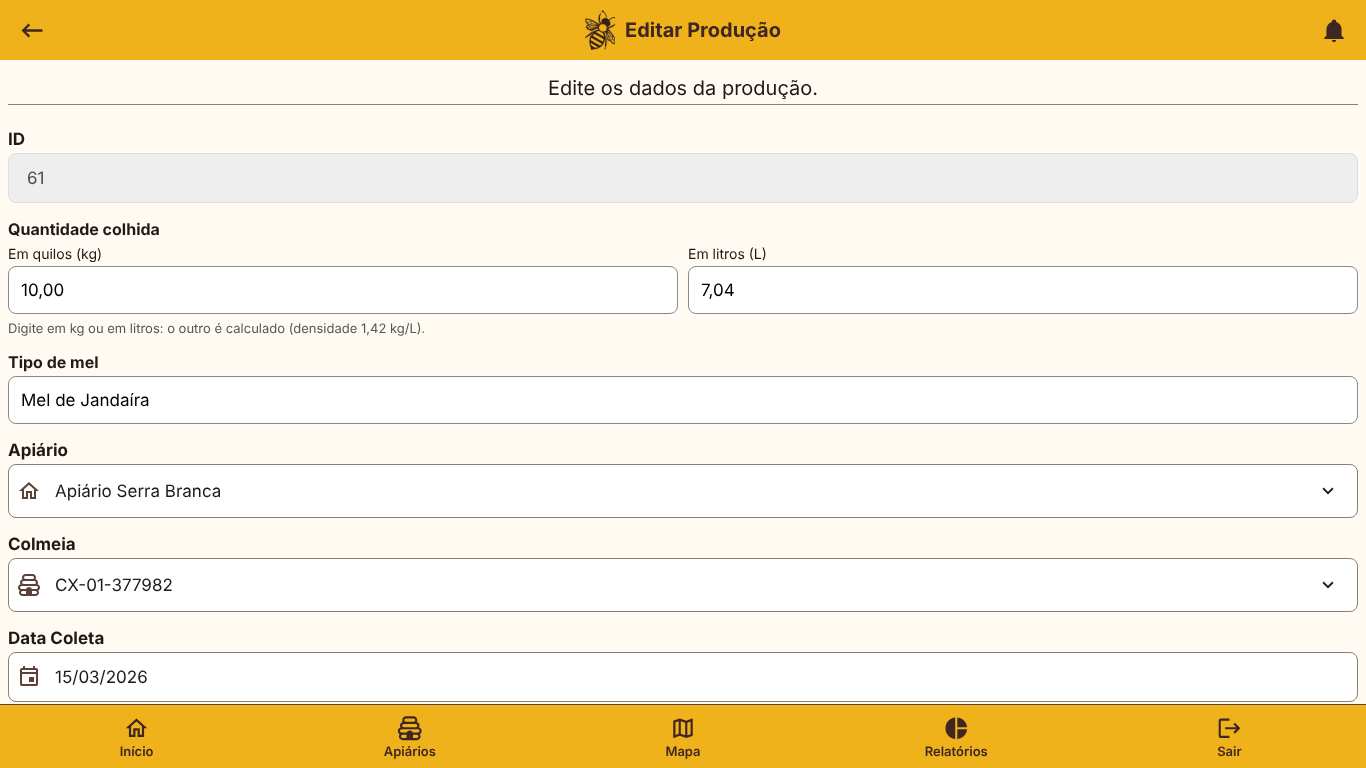 Editar Produção
Edite os dados da produção.
ID
61
Quantidade colhida
Em quilos (kg)
Em litros (L)
10,00
7,04
Digite em kg ou em litros: o outro é calculado (densidade 1,42 kg/L).
Tipo de mel
Mel de Jandaíra
Apiário
Apiário Serra Branca
Colmeia
CX-01-377982
Data Coleta
15/03/2026
Início
Apiários
Mapa
Relatórios
Sair